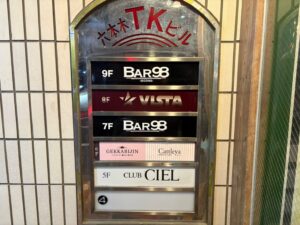 六本木 TKビル
9F BAR98
8F VISTA
7F BAR98
GEKKABIJIN Cattleya
5F CLUB CIEL
4